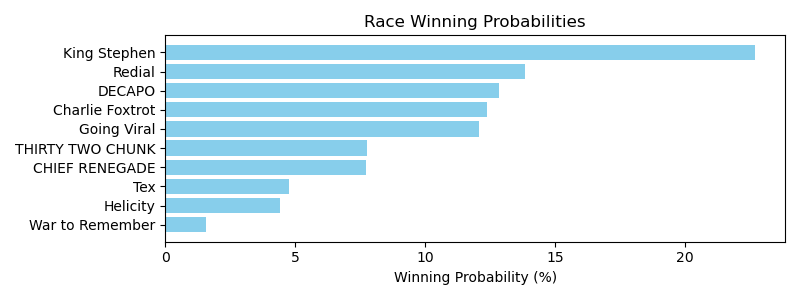 Race Winning Probabilities
King Stephen
Redial
DECAPO
Charlie Foxtrot
Going Viral
THIRTY TWO CHUNK
CHIEF RENEGADE
Tex
Helicity
War to Remember
0 5 10 15 20
Winning Probability (%)